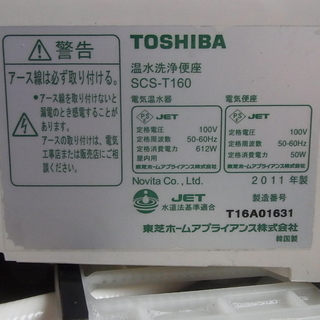 警告
アース線は必ず取り付ける。
アース線を取り付けないと
漏電のとき感電することが
あります。
アースの取り付けは、電気
工事店または販売店にご相
談ください。
TOSHIBA
温水洗浄便座
SCS-T160
電気温水器
PS E JET
定格電圧 100V
定格周波数 50-60Hz
定格消費電力 612W
屋内用
東芝ホームアプライアンス株式会社
電気便座
PS E JET
定格電圧 100V
定格周波数 50-60Hz
定格消費電力 50W
東芝ホームアプライアンス株式会社
Novita Co., Ltd.
2011年製
JET
水道法基準適合
製造番号
T16A01631
東芝ホームアプライアンス株式会社
韓国製